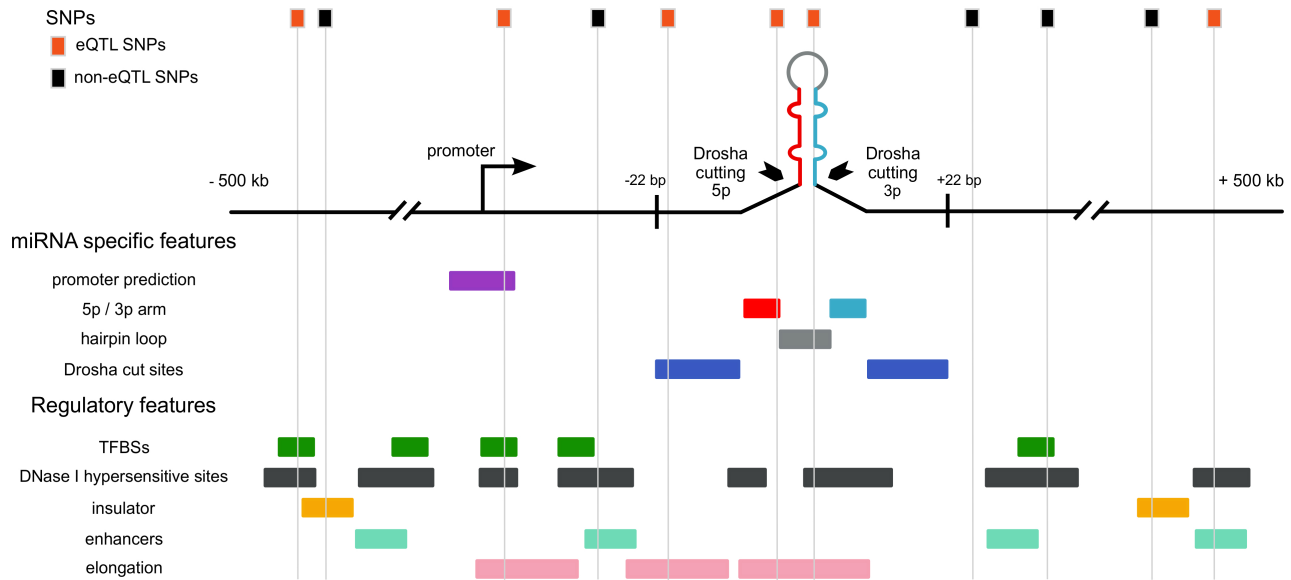 SNPs
eQTL SNPs
non-eQTL SNPs
promoter
Drosha
cutting
5p
Drosha
cutting
3p
- 500 kb
-22 bp
+22 bp
+ 500 kb
miRNA specific features
promoter prediction
5p / 3p arm
hairpin loop
Drosha cut sites
Regulatory features
TFBSs
DNase I hypersensitive sites
insulator
enhancers
elongation